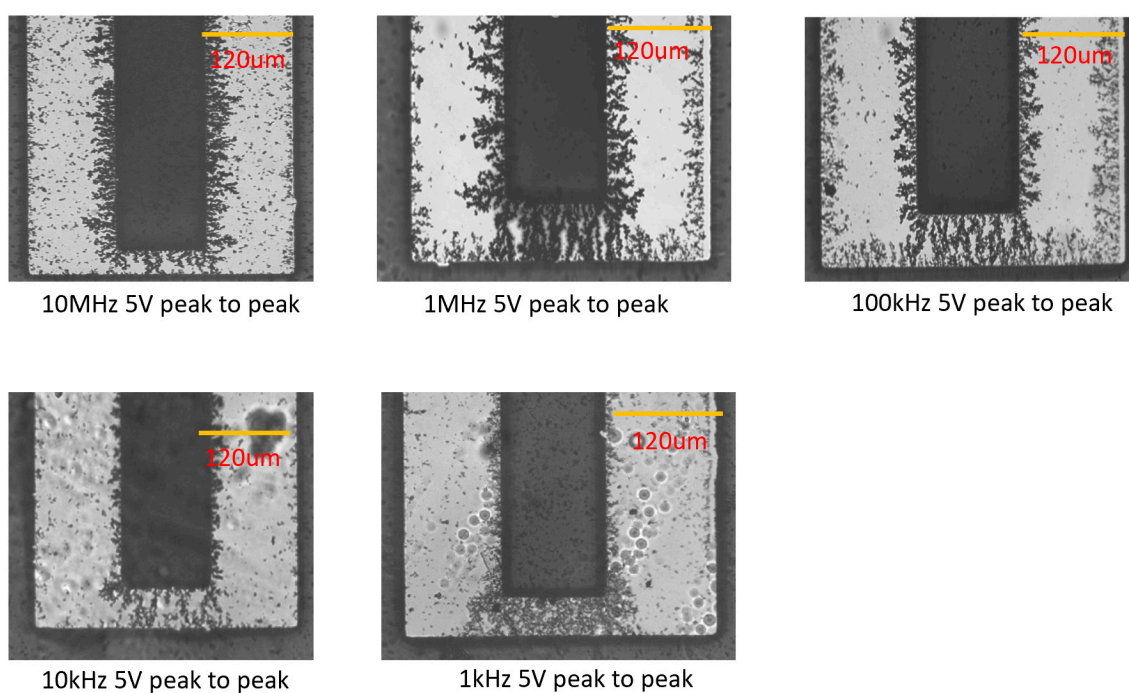 120um
120um
120um
10MHz 5V peak to peak
1MHz 5V peak to peak
100kHz 5V peak to peak
120um
120um
10kHz 5V peak to peak
1kHz 5V peak to peak